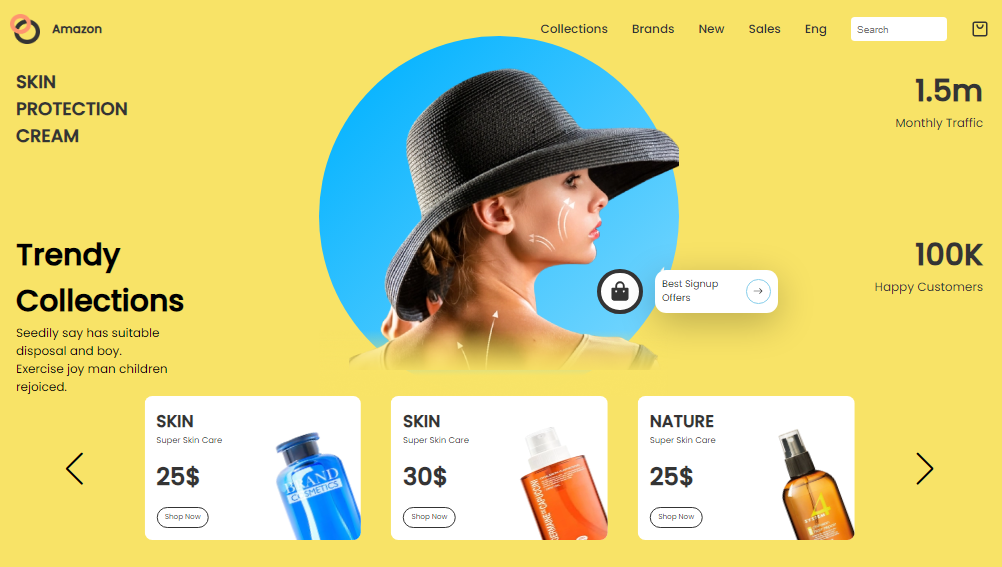 Amazon
Collections Brands New Sales Eng Search
SKIN
PROTECTION
CREAM
1.5m
Monthly Traffic
Trendy
Collections
Seedily say has suitable
disposal and boy.
Exercise joy man children
rejoiced.
100K
Happy Customers
Best Signup
Offers
SKIN
Super Skin Care
25$
Shop Now
BRAND
COSMETICS
SKIN
Super Skin Care
30$
Shop Now
NATURE
Super Skin Care
25$
Shop Now
4